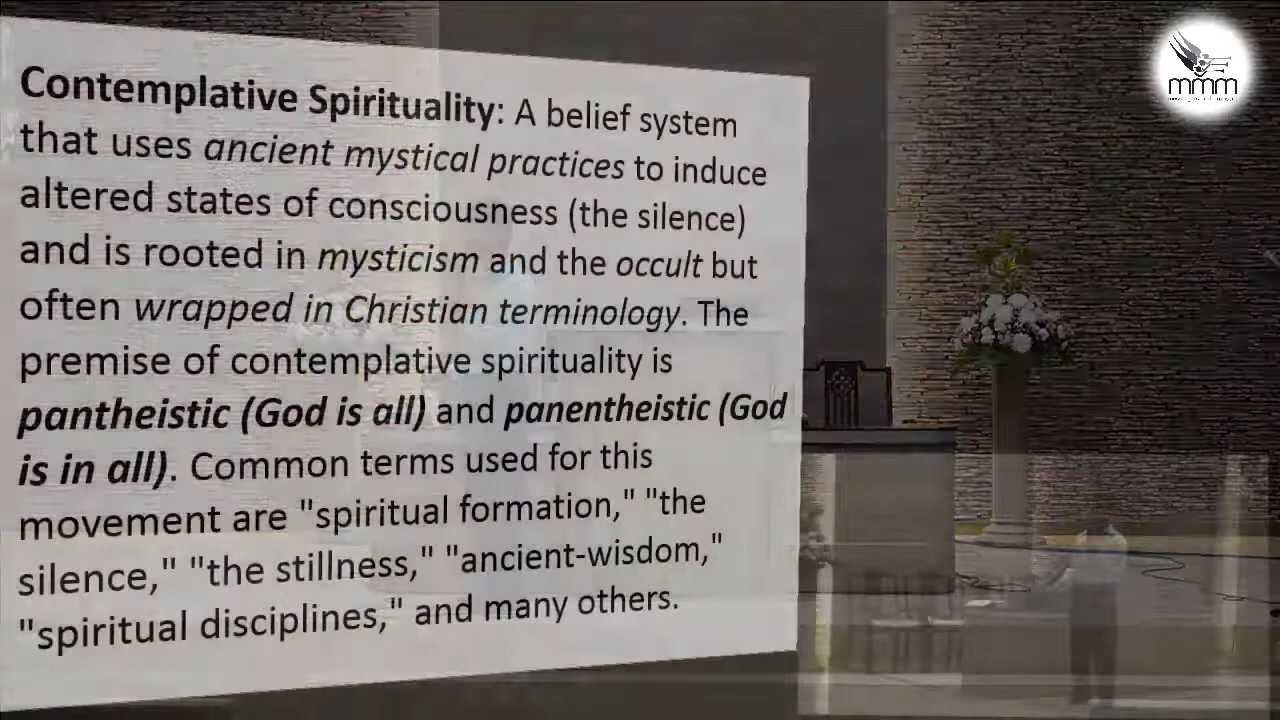 Contemplative Spirituality: A belief system
that uses ancient mystical practices to induce
altered states of consciousness (the silence)
and is rooted in mysticism and the occult but
often wrapped in Christian terminology. The
premise of contemplative spirituality is
pantheistic (God is all) and panentheistic (God
is in all). Common terms used for this
movement are "spiritual formation," "the
silence," "the stillness," "ancient-wisdom,"
"spiritual disciplines," and many others.
mmm